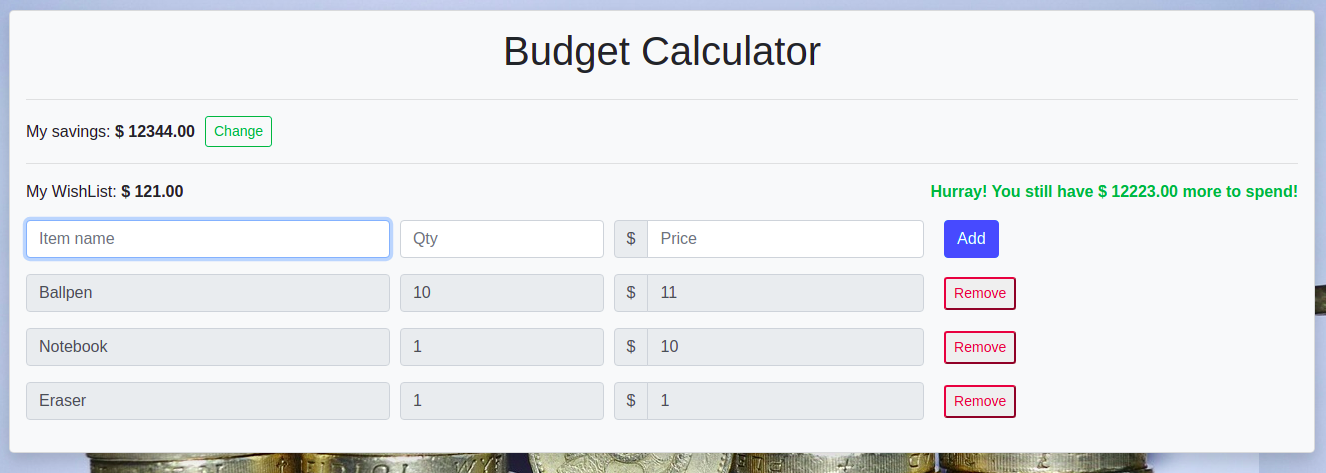 Budget Calculator
My savings: $ 12344.00 Change
My WishList: $ 121.00 Hurray! You still have $ 12223.00 more to spend!
Item name Qty $ Price Add
Ballpen 10 $ 11 Remove
Notebook 1 $ 10 Remove
Eraser 1 $ 1 Remove